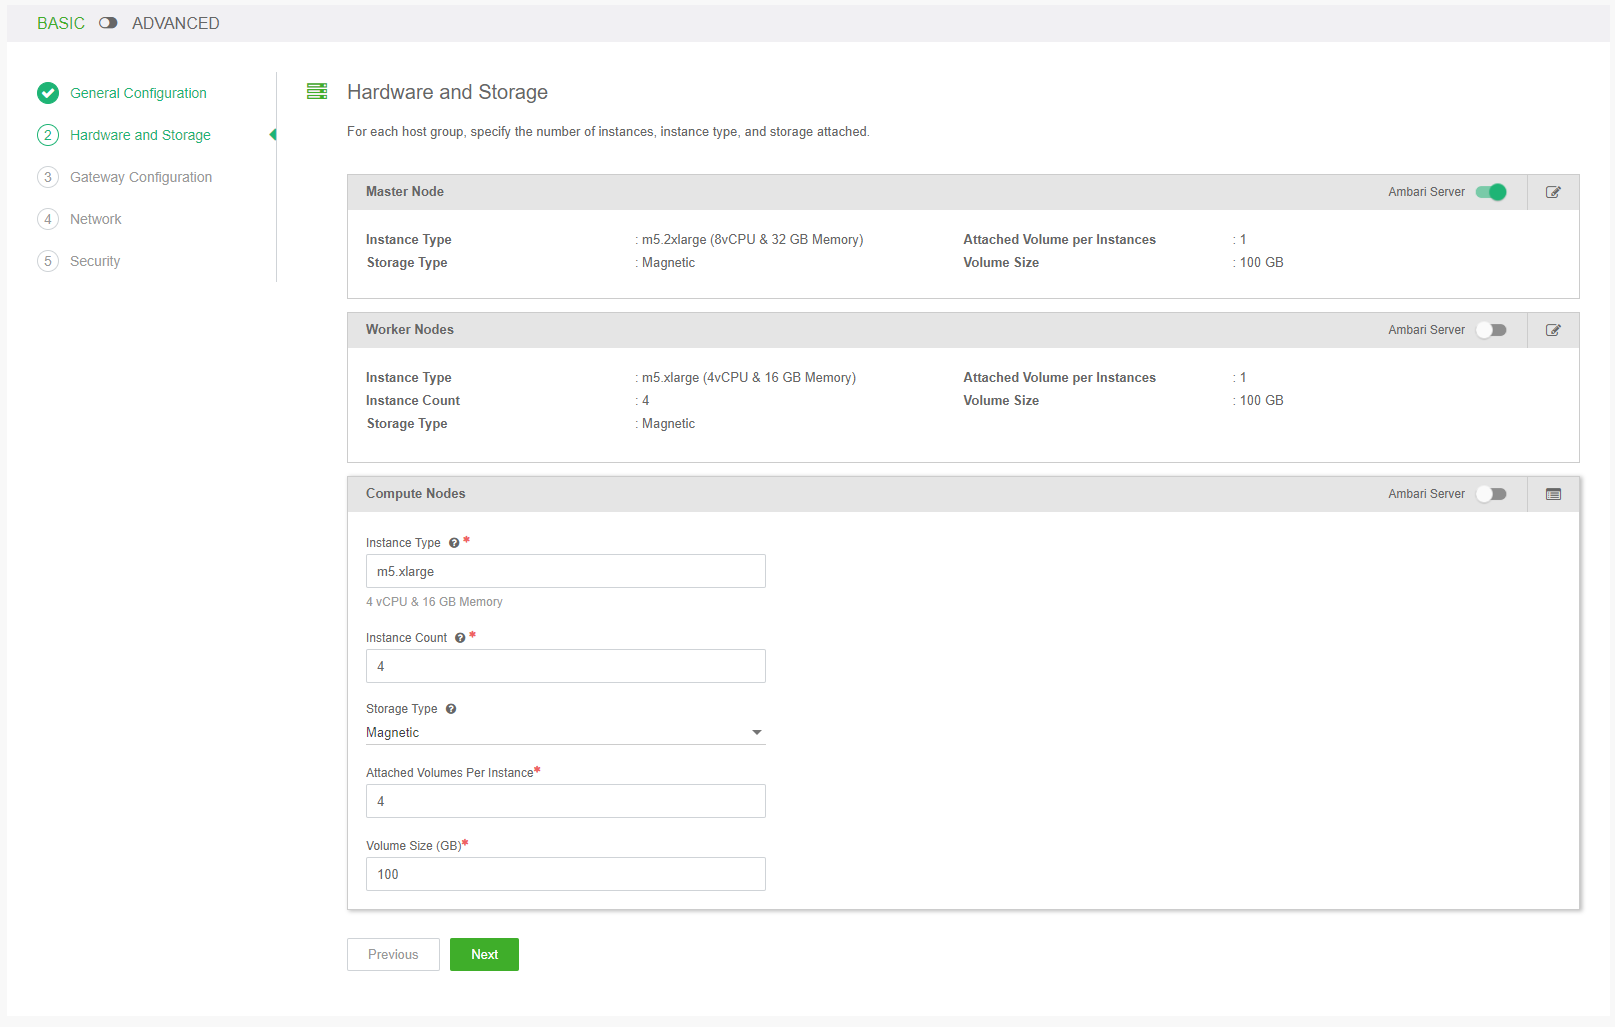 BASIC ADVANCED
General Configuration
2 Hardware and Storage
3 Gateway Configuration
4 Network
5 Security
Hardware and Storage
For each host group, specify the number of instances, instance type, and storage attached.
Master Node Ambari Server
Instance Type : m5.2xlarge (8vCPU & 32 GB Memory) Attached Volume per Instances : 1
Storage Type : Magnetic Volume Size : 100 GB
Worker Nodes Ambari Server
Instance Type : m5.xlarge (4vCPU & 16 GB Memory) Attached Volume per Instances : 1
Instance Count : 4 Volume Size : 100 GB
Storage Type : Magnetic
Compute Nodes Ambari Server
Instance Type ? *
m5.xlarge
4 vCPU & 16 GB Memory
Instance Count ? *
4
Storage Type ?
Magnetic
Attached Volumes Per Instance*
4
Volume Size (GB)*
100
Previous Next